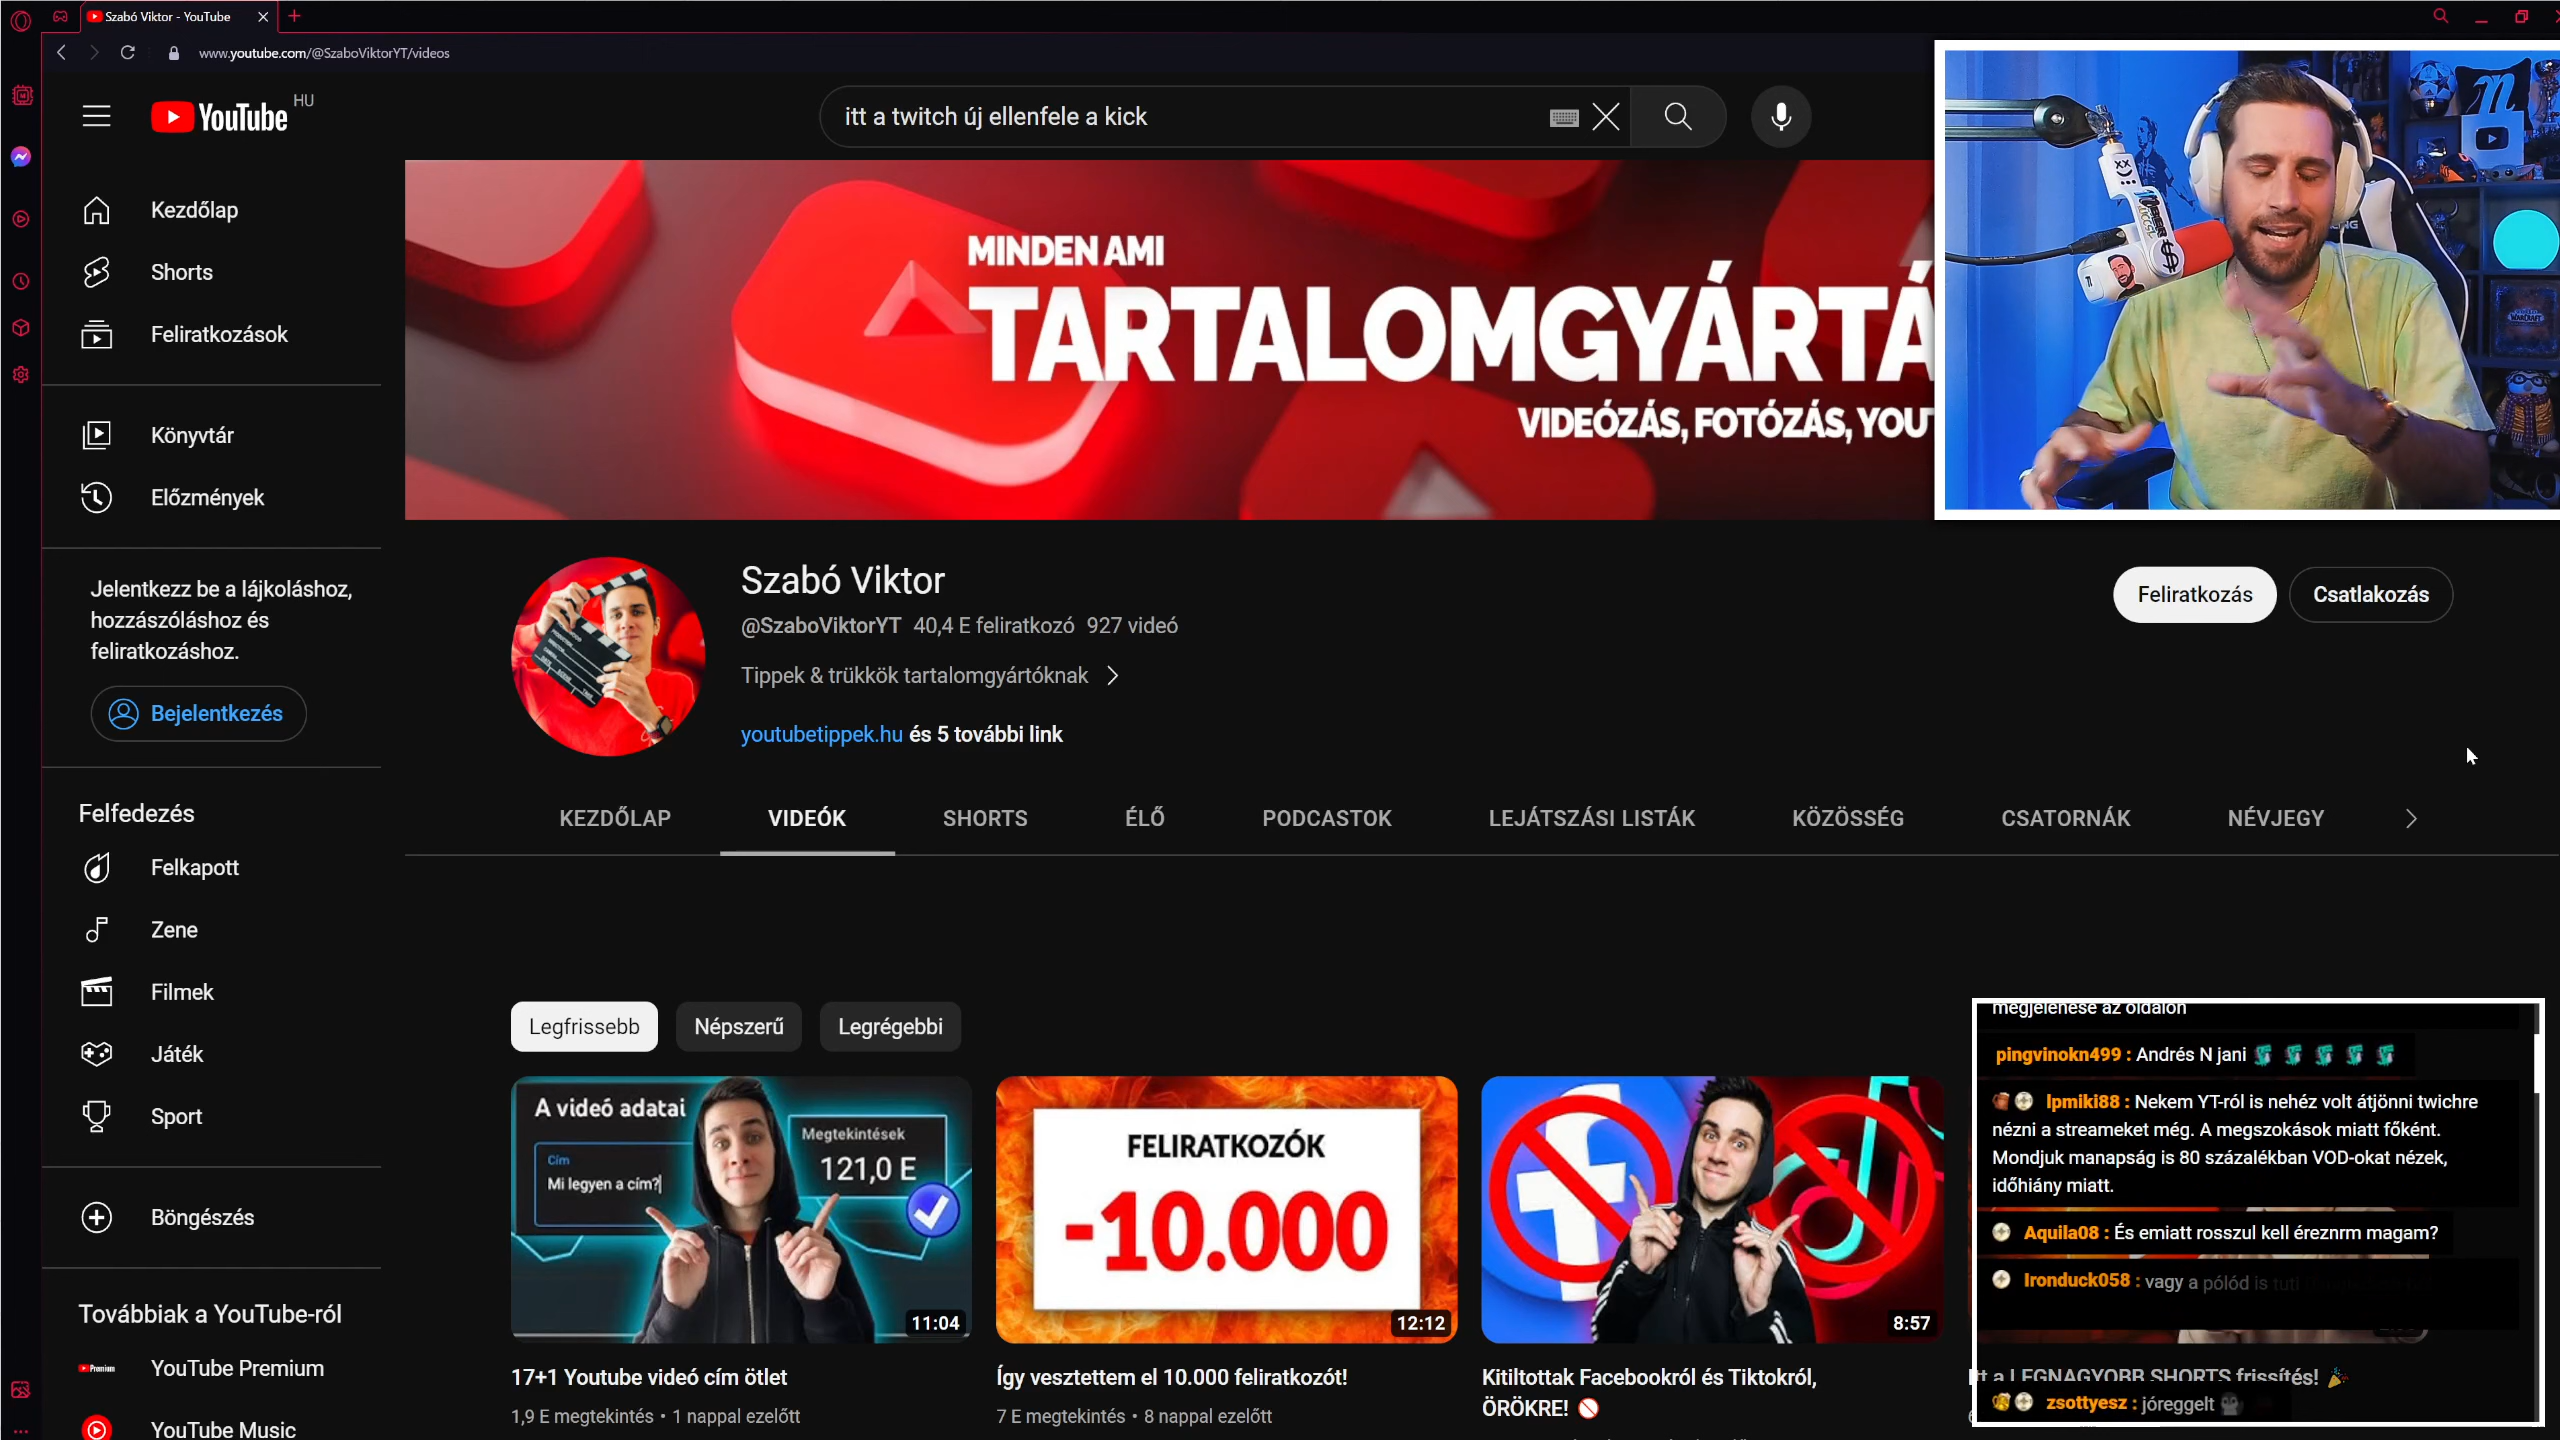 Szabó Viktor - YouTube
www.youtube.com/@SzaboViktorYT/videos
YouTube HU
itt a twitch új ellenfele a kick
Kezdőlap
Shorts
Feliratkozások
Könyvtár
Előzmények
Jelentkezz be a lájkoláshoz,
hozzászóláshoz és
feliratkozáshoz.
Bejelentkezés
Felfedezés
Felkapott
Zene
Filmek
Játék
Sport
Böngészés
Továbbiak a YouTube-ról
Premium
YouTube Premium
YouTube Music
MINDEN AMI
TARTALOMGYÁRTÁ
VIDEÓZÁS, FOTÓZÁS, YOUT
Szabó Viktor
@SzaboViktorYT 40,4 E feliratkozó 927 videó
Tippek & trükkök tartalomgyártóknak
youtubetippek.hu és 5 további link
Feliratkozás
Csatlakozás
KEZDŐLAP
VIDEÓK
SHORTS
ÉLŐ
PODCASTOK
LEJÁTSZÁSI LISTÁK
KÖZÖSSÉG
CSATORNÁK
NÉVJEGY
Legfrissebb
Népszerű
Legrégebbi
A videó adatai
Cím
Mi legyen a cím?
Megtekintések
121,0 E
11:04
17+1 Youtube videó cím ötlet
1,9 E megtekintés • 1 nappal ezelőtt
FELIRATKOZÓK
-10.000
12:12
Így vesztettem el 10.000 feliratkozót!
7 E megtekintés • 8 nappal ezelőtt
8:57
Kitiltottak Facebookról és Tiktokról,
ÖRÖKRE! 🚫
megjelenése az oldalon
pingvinokn499 : Andrés N jani
lpmiki88 : Nekem YT-ról is nehéz volt átjönni twichre
nézni a streameket még. A megszokások miatt főként.
Mondjuk manapság is 80 százalékban VOD-okat nézek,
időhiány miatt.
Aquila08 : És emiatt rosszul kell éreznrm magam?
Ironduck058 : vagy a pólód is tuti
Itt a LEGNAGYOBB SHORTS frissítés! 🎉
zsottyesz : jóreggelt